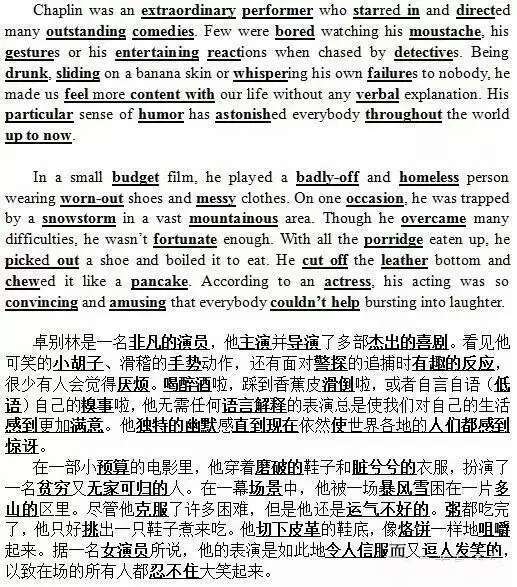 Chaplin was an extraordinary performer who starred in and directed
many outstanding comedies. Few were bored watching his moustache, his
gestures or his entertaining reactions when chased by detectives. Being
drunk, sliding on a banana skin or whispering his own failures to nobody, he
made us feel more content with our life without any verbal explanation. His
particular sense of humor has astonished everybody throughout the world
up to now.
In a small budget film, he played a badly-off and homeless person
wearing worn-out shoes and messy clothes. On one occasion, he was trapped
by a snowstorm in a vast mountainous area. Though he overcame many
difficulties, he wasn't fortunate enough. With all the porridge eaten up, he
picked out a shoe and boiled it to eat. He cut off the leather bottom and
chewed it like a pancake. According to an actress, his acting was so
convincing and amusing that everybody couldn't help bursting into laughter.
卓别林是一名非凡的演员，他主演并导演了多部杰出的喜剧。看见他
可笑的小胡子、滑稽的手势动作，还有面对警探的追捕时有趣的反应，
很少有人会觉得厌烦。喝醉酒啦，踩到香蕉皮滑倒啦，或者自言自语（低
语）自己的糗事啦，他无需任何语言解释的表演总是使我们对自己的生活
感到更加满意。他独特的幽默感直到现在依然使世界各地的人们都感到
惊讶。
在一部小预算的电影里，他穿着磨破的鞋子和脏兮兮的衣服，扮演了
一名贫穷又无家可归的人。在一幕场景中，他被一场暴风雪困在一片多
山的区里。尽管他克服了许多困难，但是他还是运气不好的。粥都吃完
了，他只好挑出一只鞋子煮来吃。他切下皮革的鞋底，像烙饼一样地咀嚼
起来。据一名女演员所说，他的表演是如此地令人信服而又逗人发笑的，
以致在场的所有人都忍不住大笑起来。